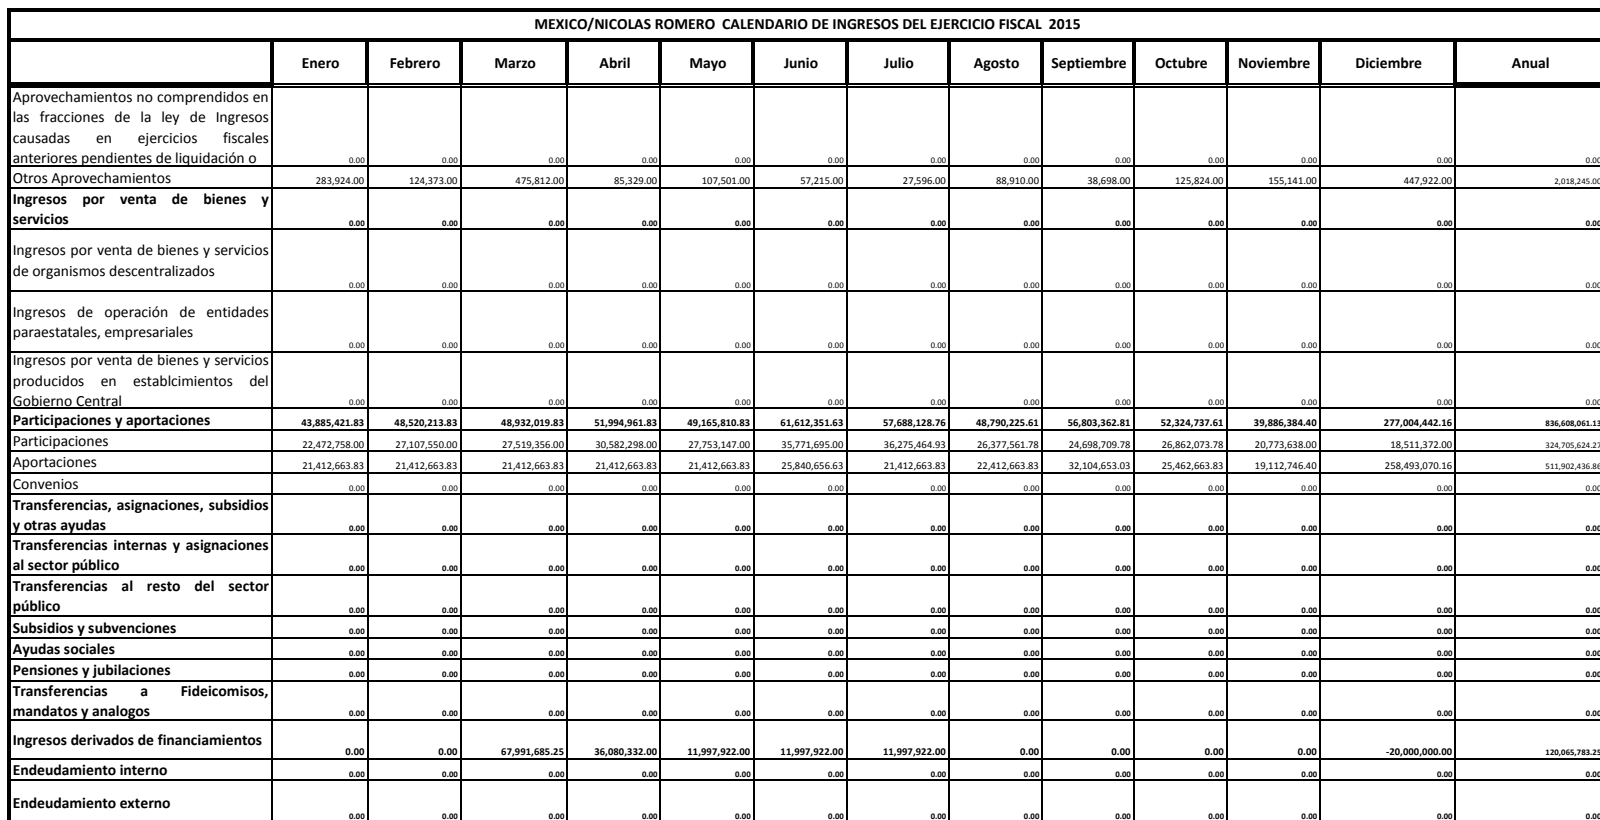 MEXICO/NICOLAS ROMERO CALENDARIO DE INGRESOS DEL EJERCICIO FISCAL 2015
Enero Febrero Marzo Abril Mayo Junio Julio Agosto Septiembre Octubre Noviembre Diciembre Anual
Aprovechamientos no comprendidos en
las fracciones de la ley de Ingresos
causadas en ejercicios fiscales
anteriores pendientes de liquidación o 0.00 0.00 0.00 0.00 0.00 0.00 0.00 0.00 0.00 0.00 0.00 0.00 0.00
Otros Aprovechamientos 283,924.00 124,373.00 475,812.00 85,329.00 107,501.00 57,215.00 27,596.00 88,910.00 38,698.00 125,824.00 155,141.00 447,922.00 2,018,245.00
Ingresos por venta de bienes y
servicios 0.00 0.00 0.00 0.00 0.00 0.00 0.00 0.00 0.00 0.00 0.00 0.00 0.00
Ingresos por venta de bienes y servicios
de organismos descentralizados
0.00 0.00 0.00 0.00 0.00 0.00 0.00 0.00 0.00 0.00 0.00 0.00 0.00
Ingresos de operación de entidades
paraestatales, empresariales
0.00 0.00 0.00 0.00 0.00 0.00 0.00 0.00 0.00 0.00 0.00 0.00 0.00
Ingresos por venta de bienes y servicios
producidos en establcimientos del
Gobierno Central 0.00 0.00 0.00 0.00 0.00 0.00 0.00 0.00 0.00 0.00 0.00 0.00 0.00
Participaciones y aportaciones 43,885,421.83 48,520,213.83 48,932,019.83 51,994,961.83 49,165,810.83 61,612,351.63 57,688,128.76 48,790,225.61 56,803,362.81 52,324,737.61 39,886,384.40 277,004,442.16 836,608,061.13
Participaciones 22,472,758.00 27,107,550.00 27,519,356.00 30,582,298.00 27,753,147.00 35,771,695.00 36,275,464.93 26,377,561.78 24,698,709.78 26,862,073.78 20,773,638.00 18,511,372.00 324,705,624.27
Aportaciones 21,412,663.83 21,412,663.83 21,412,663.83 21,412,663.83 21,412,663.83 25,840,656.63 21,412,663.83 22,412,663.83 32,104,653.03 25,462,663.83 19,112,746.40 258,493,070.16 511,902,436.86
Convenios 0.00 0.00 0.00 0.00 0.00 0.00 0.00 0.00 0.00 0.00 0.00 0.00 0.00
Transferencias, asignaciones, subsidios
y otras ayudas 0.00 0.00 0.00 0.00 0.00 0.00 0.00 0.00 0.00 0.00 0.00 0.00 0.00
Transferencias internas y asignaciones
al sector público 0.00 0.00 0.00 0.00 0.00 0.00 0.00 0.00 0.00 0.00 0.00 0.00 0.00
Transferencias al resto del sector
público 0.00 0.00 0.00 0.00 0.00 0.00 0.00 0.00 0.00 0.00 0.00 0.00 0.00
Subsidios y subvenciones 0.00 0.00 0.00 0.00 0.00 0.00 0.00 0.00 0.00 0.00 0.00 0.00 0.00
Ayudas sociales 0.00 0.00 0.00 0.00 0.00 0.00 0.00 0.00 0.00 0.00 0.00 0.00 0.00
Pensiones y jubilaciones 0.00 0.00 0.00 0.00 0.00 0.00 0.00 0.00 0.00 0.00 0.00 0.00 0.00
Transferencias a Fideicomisos,
mandatos y analogos 0.00 0.00 0.00 0.00 0.00 0.00 0.00 0.00 0.00 0.00 0.00 0.00 0.00
Ingresos derivados de financiamientos 0.00 0.00 67,991,685.25 36,080,332.00 11,997,922.00 11,997,922.00 11,997,922.00 0.00 0.00 0.00 0.00 -20,000,000.00 120,065,783.25
Endeudamiento interno 0.00 0.00 0.00 0.00 0.00 0.00 0.00 0.00 0.00 0.00 0.00 0.00 0.00
Endeudamiento externo 0.00 0.00 0.00 0.00 0.00 0.00 0.00 0.00 0.00 0.00 0.00 0.00 0.00